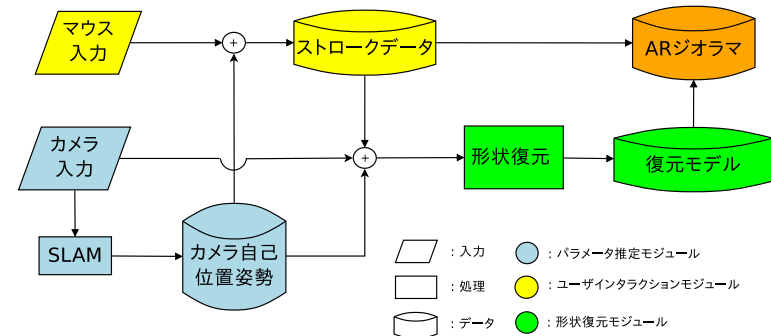 マウス
入力
+
ストロークデータ
ARジオラマ
カメラ
入力
+
形状復元
復元モデル
SLAM
カメラ自己
位置姿勢
：入力
：パラメータ推定モジュール
：処理
：ユーザインタラクションモジュール
：データ
：形状復元モジュール